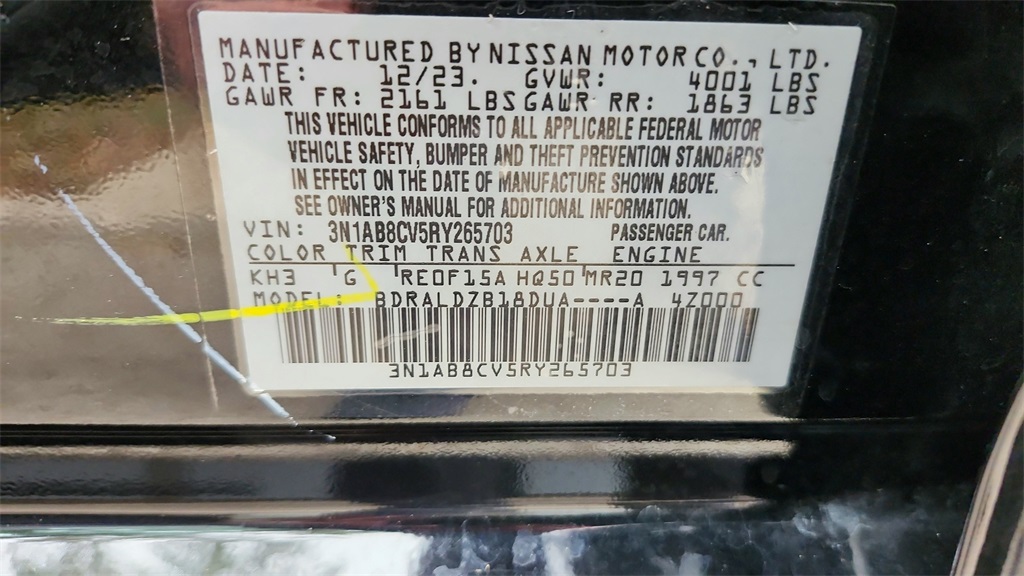 MANUFACTURED BY NISSAN MOTOR CO., LTD.
DATE: 12/23. GVWR: 4001 LBS
GAWR FR: 2161 LBS GAWR RR: 1863 LBS
THIS VEHICLE CONFORMS TO ALL APPLICABLE FEDERAL MOTOR
VEHICLE SAFETY, BUMPER AND THEFT PREVENTION STANDARDS
IN EFFECT ON THE DATE OF MANUFACTURE SHOWN ABOVE.
SEE OWNER'S MANUAL FOR ADDITIONAL INFORMATION.
VIN: 3N1AB8CV5RY265703 PASSENGER CAR.
COLOR TRIM TRANS AXLE ENGINE
KH3 G RE0F15A HQ50 MR20 1997 CC
MODEL: BDRALDZB18DUA----A 4Z000
3N1AB8CV5RY265703